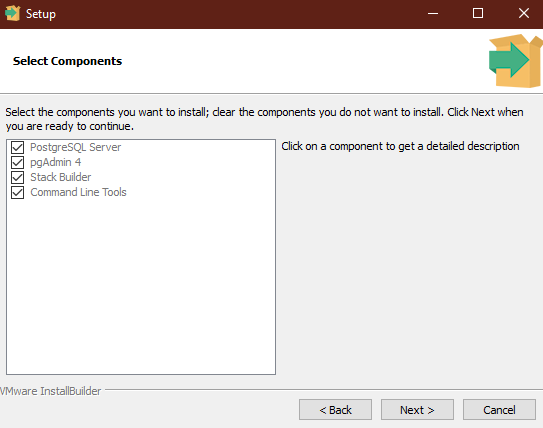 Setup
Select Components
Select the components you want to install; clear the components you do not want to install. Click Next when
you are ready to continue.
PostgreSQL Server
pgAdmin 4
Stack Builder
Command Line Tools
Click on a component to get a detailed description
VMware InstallBuilder
< Back
Next >
Cancel